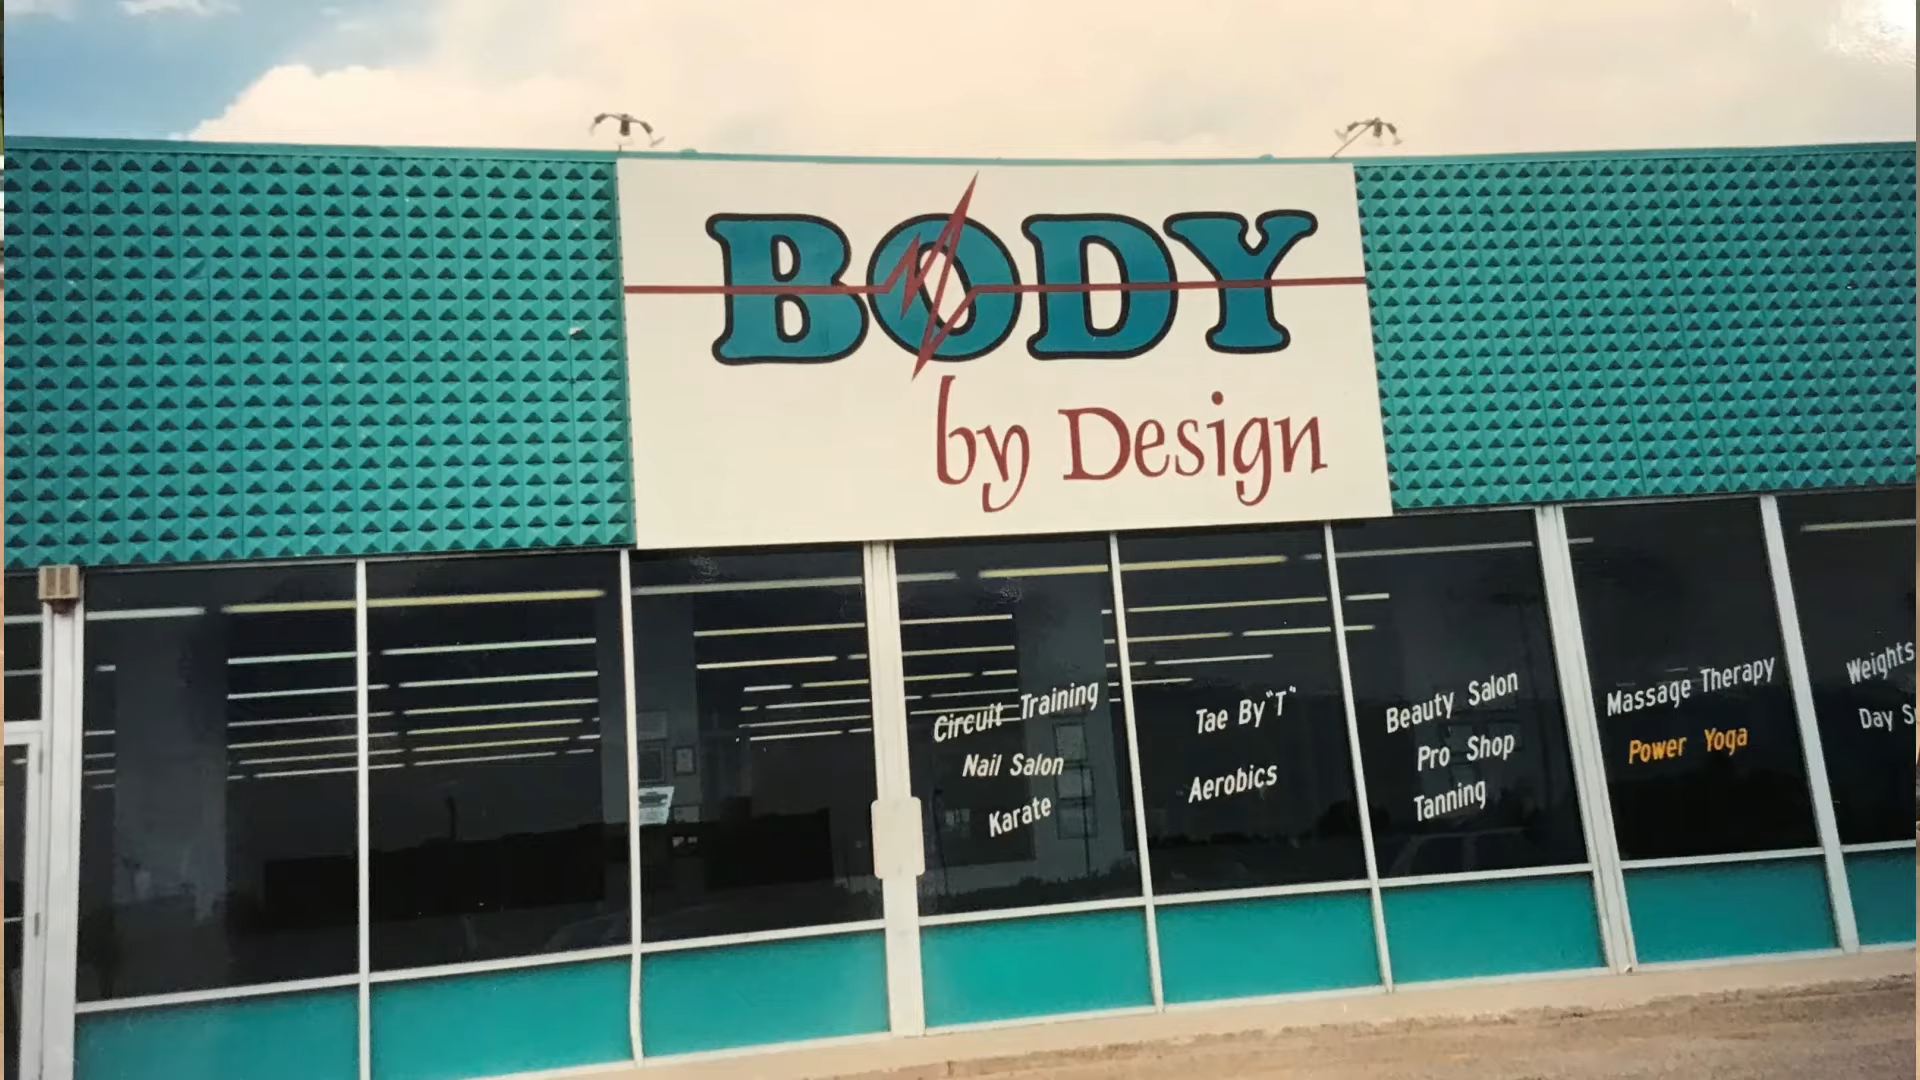 BODY
by Design
Circuit Training
Nail Salon
Karate
Tae By "T"
Aerobics
Beauty Salon
Pro Shop
Tanning
Massage Therapy
Power Yoga
Weights
Day